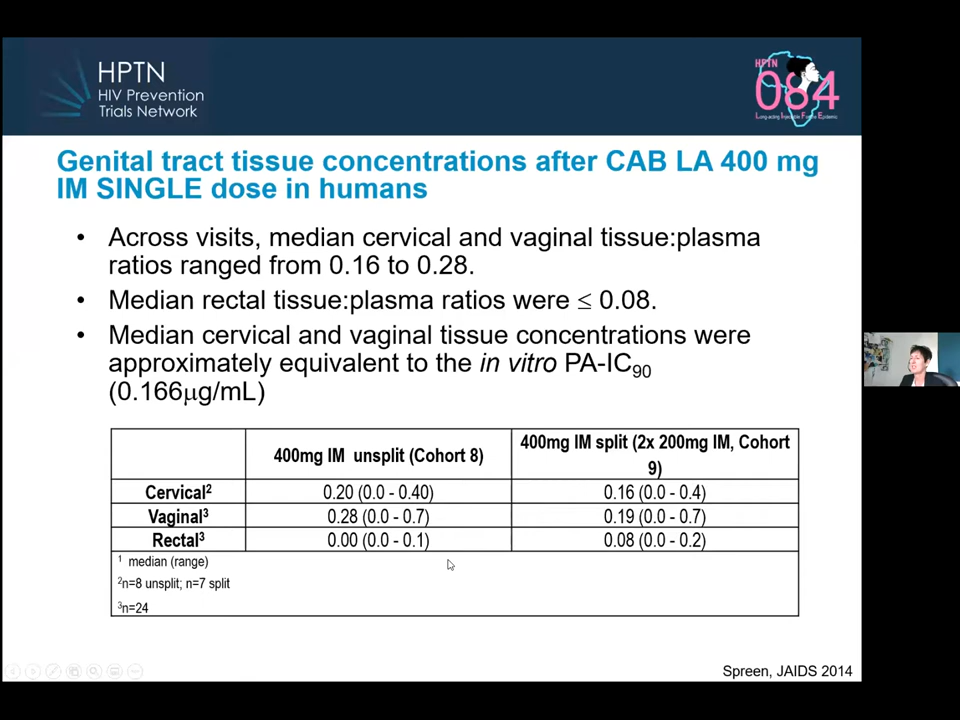 HPTN
HIV Prevention
Trials Network
HPTN
084
Genital tract tissue concentrations after CAB LA 400 mg
IM SINGLE dose in humans
• Across visits, median cervical and vaginal tissue:plasma
ratios ranged from 0.16 to 0.28.
• Median rectal tissue:plasma ratios were ≤ 0.08.
• Median cervical and vaginal tissue concentrations were
approximately equivalent to the in vitro PA-IC90
(0.166μg/mL)
400mg IM unsplit (Cohort 8)
400mg IM split (2x 200mg IM, Cohort
9)
Cervical² 0.20 (0.0 - 0.40) 0.16 (0.0 - 0.4)
Vaginal³ 0.28 (0.0 - 0.7) 0.19 (0.0 - 0.7)
Rectal³ 0.00 (0.0 - 0.1) 0.08 (0.0 - 0.2)
¹ median (range)
²n=8 unsplit; n=7 split
³n=24
Spreen, JAIDS 2014